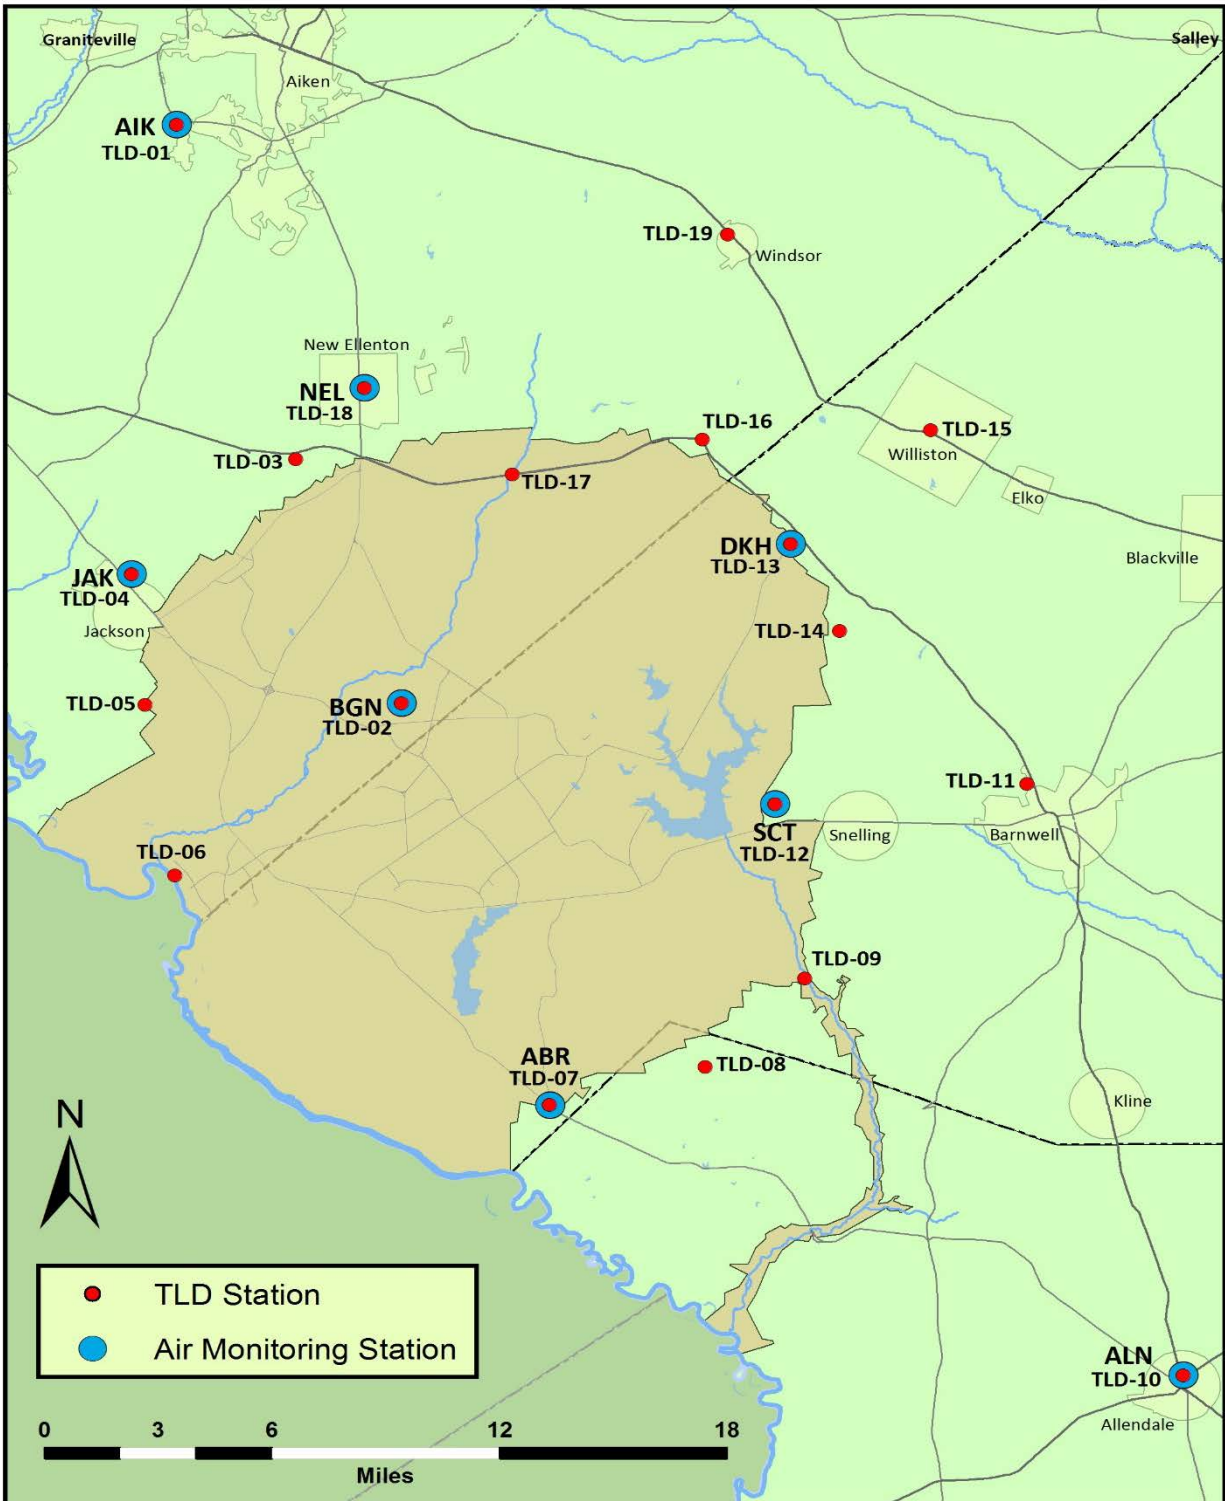 Graniteville
Salley
Aiken
AIK
TLD-01
TLD-19
Windsor
New Ellenton
NEL
TLD-18
TLD-16
TLD-15
Williston
TLD-03
TLD-17
Elko
DKH
TLD-13
Blackville
JAK
TLD-04
Jackson
TLD-14
TLD-05
BGN
TLD-02
TLD-11
SCT
TLD-12
Snelling
Barnwell
TLD-06
TLD-09
ABR
TLD-07
TLD-08
Kline
N
TLD Station
Air Monitoring Station
ALN
TLD-10
Allendale
0 3 6 12 18
Miles